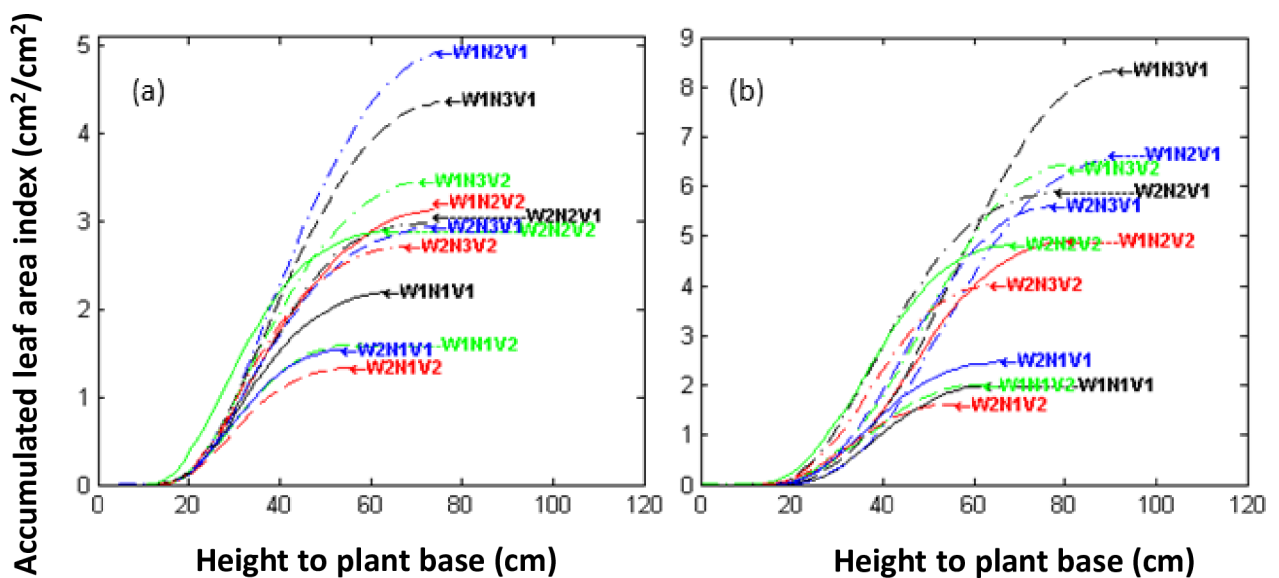 Accumulated leaf area index (cm²/cm²)
(a)
5
4
3
2
1
0
0 20 40 60 80 100 120
W1N2V1
W1N3V1
W1N3V2
W1N2V2
W2N2V1
W2N3V1
W2N2V2
W2N3V2
W1N1V1
W1N1V2
W2N1V1
W2N1V2
Height to plant base (cm)
(b)
9
8
7
6
5
4
3
2
1
0
0 20 40 60 80 100 120
W1N3V1
W1N2V1
W1N3V2
W2N2V1
W2N3V1
W2N2V2
W1N2V2
W2N3V2
W2N1V1
W1N1V2
W1N1V1
W2N1V2
Height to plant base (cm)